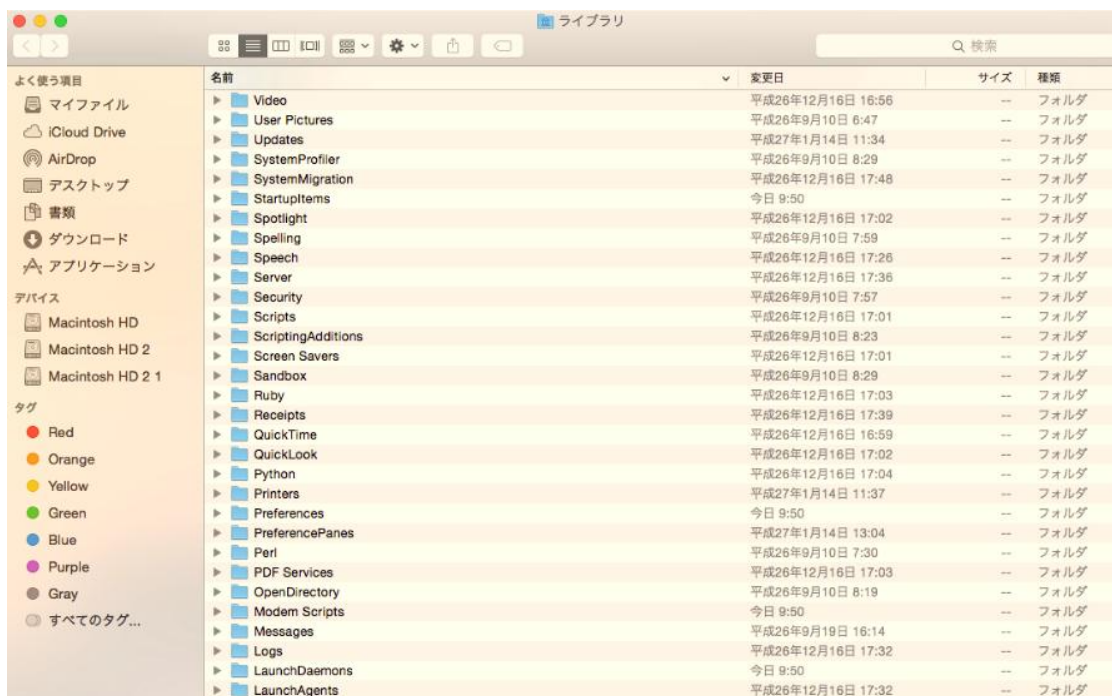 ライブラリ
検索
よく使う項目
マイファイル
iCloud Drive
AirDrop
デスクトップ
書類
ダウンロード
アプリケーション
デバイス
Macintosh HD
Macintosh HD 2
Macintosh HD 2 1
タグ
Red
Orange
Yellow
Green
Blue
Purple
Gray
すべてのタグ...
名前 変更日 サイズ 種類
Video 平成26年12月16日 16:56 -- フォルダ
User Pictures 平成26年9月10日 6:47 -- フォルダ
Updates 平成27年1月14日 11:34 -- フォルダ
SystemProfiler 平成26年9月10日 8:29 -- フォルダ
SystemMigration 平成26年12月16日 17:48 -- フォルダ
StartupItems 今日 9:50 -- フォルダ
Spotlight 平成26年12月16日 17:02 -- フォルダ
Spelling 平成26年9月10日 7:59 -- フォルダ
Speech 平成26年12月16日 17:26 -- フォルダ
Server 平成26年12月16日 17:36 -- フォルダ
Security 平成26年9月10日 7:57 -- フォルダ
Scripts 平成26年12月16日 17:01 -- フォルダ
ScriptingAdditions 平成26年9月10日 8:23 -- フォルダ
Screen Savers 平成26年12月16日 17:01 -- フォルダ
Sandbox 平成26年9月10日 8:29 -- フォルダ
Ruby 平成26年12月16日 17:03 -- フォルダ
Receipts 平成26年12月16日 17:39 -- フォルダ
QuickTime 平成26年12月16日 16:59 -- フォルダ
QuickLook 平成26年12月16日 17:02 -- フォルダ
Python 平成26年12月16日 17:04 -- フォルダ
Printers 平成27年1月14日 11:37 -- フォルダ
Preferences 今日 9:50 -- フォルダ
PreferencePanes 平成27年1月14日 13:04 -- フォルダ
Perl 平成26年9月10日 7:30 -- フォルダ
PDF Services 平成26年12月16日 17:03 -- フォルダ
OpenDirectory 平成26年9月10日 8:19 -- フォルダ
Modem Scripts 今日 9:50 -- フォルダ
Messages 平成26年9月19日 16:14 -- フォルダ
Logs 平成26年12月16日 17:32 -- フォルダ
LaunchDaemons 今日 9:50 -- フォルダ
LaunchAgents 平成26年12月16日 17:32 -- フォルダ